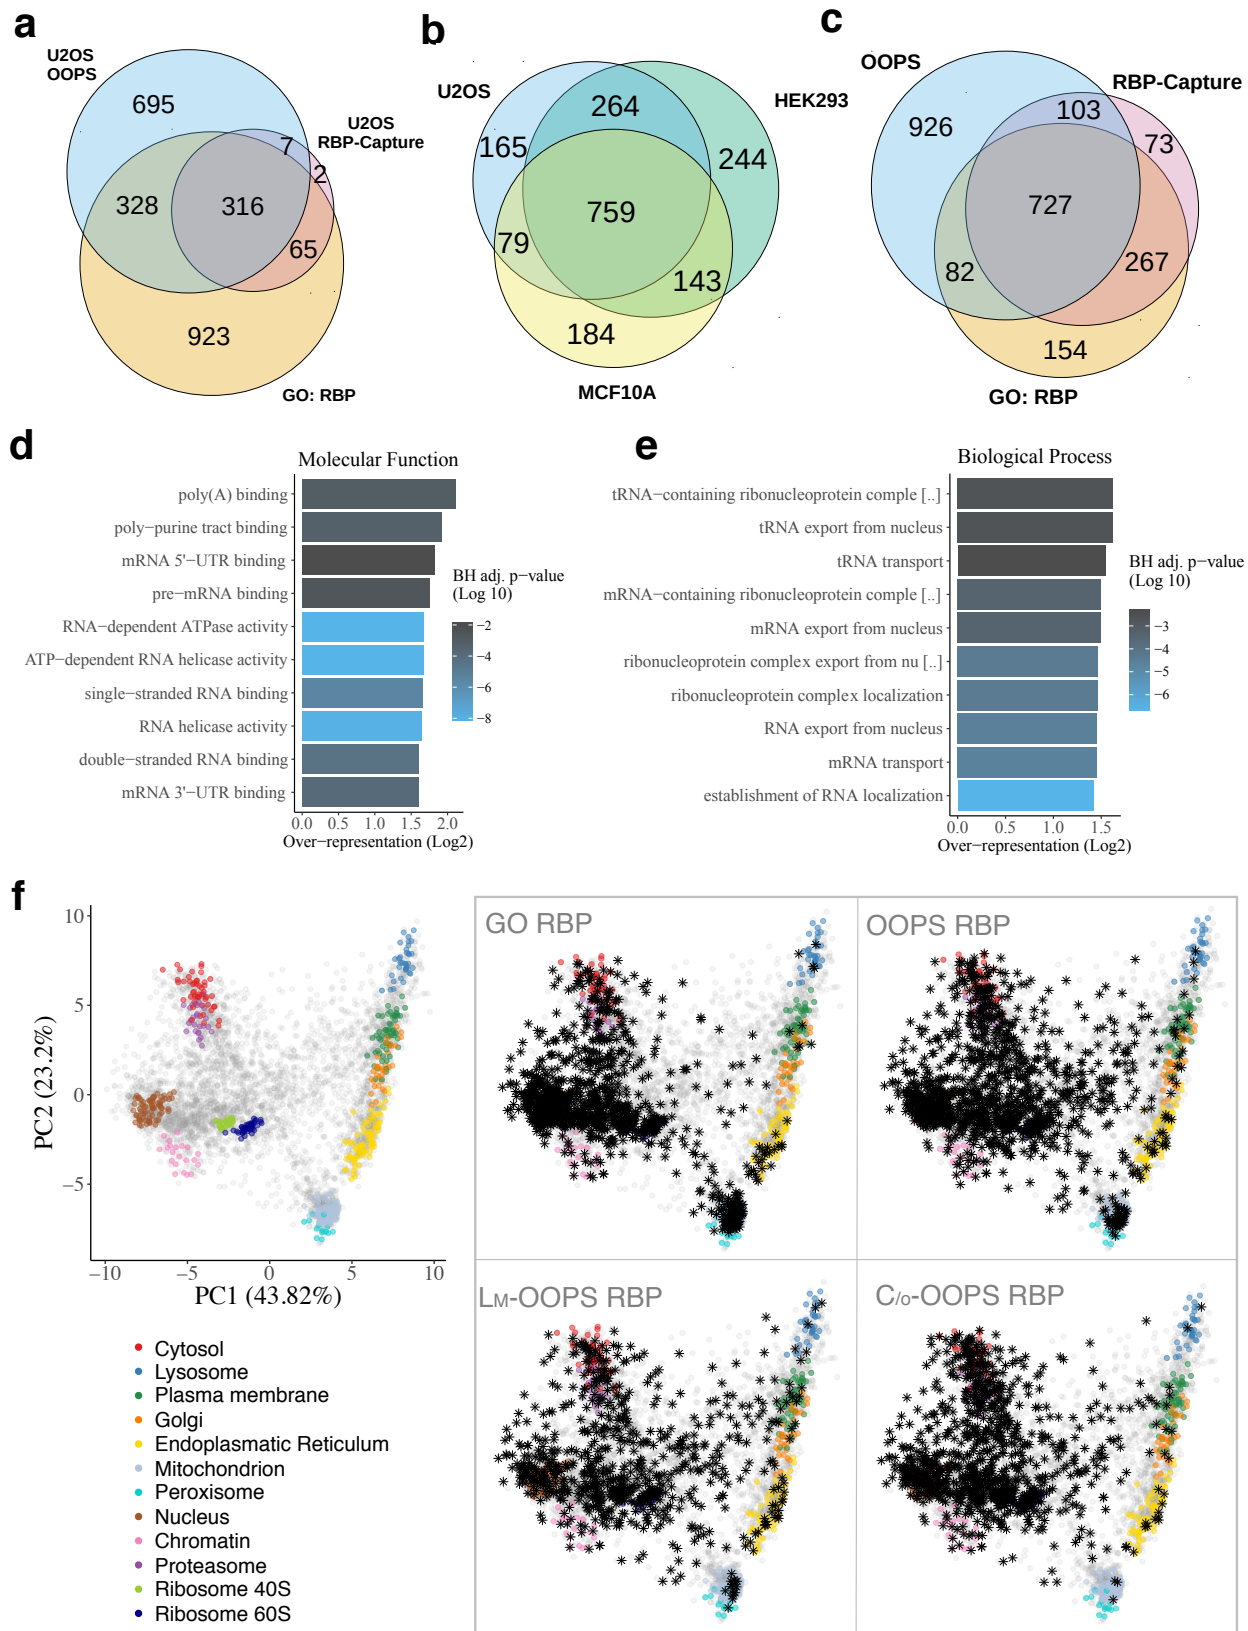 a
U2OS
OOPS
695
U2OS
RBP-Capture
7
2
328
316
65
923
GO: RBP
b
U2OS
HEK293
264
165
244
759
79
143
184
MCF10A
c
OOPS
RBP-Capture
103
926
73
727
82
267
154
GO: RBP
d
Molecular Function
poly(A) binding
poly−purine tract binding
mRNA 5'−UTR binding
pre−mRNA binding
RNA−dependent ATPase activity
ATP−dependent RNA helicase activity
single−stranded RNA binding
RNA helicase activity
double−stranded RNA binding
mRNA 3'−UTR binding
0.0 0.5 1.0 1.5 2.0
Over−representation (Log2)
BH adj. p−value
(Log 10)
−2
−4
−6
−8
e
Biological Process
tRNA−containing ribonucleoprotein comple [..]
tRNA export from nucleus
tRNA transport
mRNA−containing ribonucleoprotein comple [..]
mRNA export from nucleus
ribonucleoprotein complex export from nu [..]
ribonucleoprotein complex localization
RNA export from nucleus
mRNA transport
establishment of RNA localization
0.0 0.5 1.0 1.5
Over−representation (Log2)
BH adj. p−value
(Log 10)
−3
−4
−5
−6
f
PC2 (23.2%)
10
5
0
−5
−10 −5 0 5 10
PC1 (43.82%)
GO RBP
OOPS RBP
LM-OOPS RBP
C/O-OOPS RBP
Cytosol
Lysosome
Plasma membrane
Golgi
Endoplasmatic Reticulum
Mitochondrion
Peroxisome
Nucleus
Chromatin
Proteasome
Ribosome 40S
Ribosome 60S